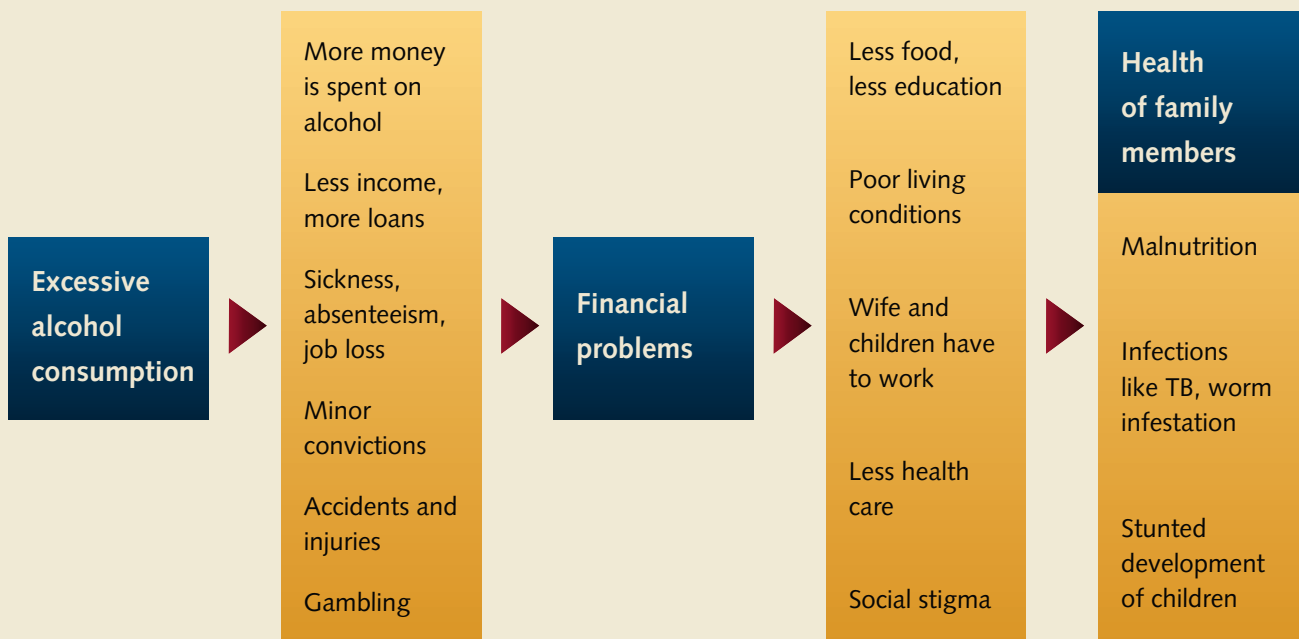 Excessive
alcohol
consumption
More money
is spent on
alcohol
Less income,
more loans
Sickness,
absenteeism,
job loss
Minor
convictions
Accidents and
injuries
Gambling
Financial
problems
Less food,
less education
Poor living
conditions
Wife and
children have
to work
Less health
care
Social stigma
Health
of family
members
Malnutrition
Infections
like TB, worm
infestation
Stunted
development
of children